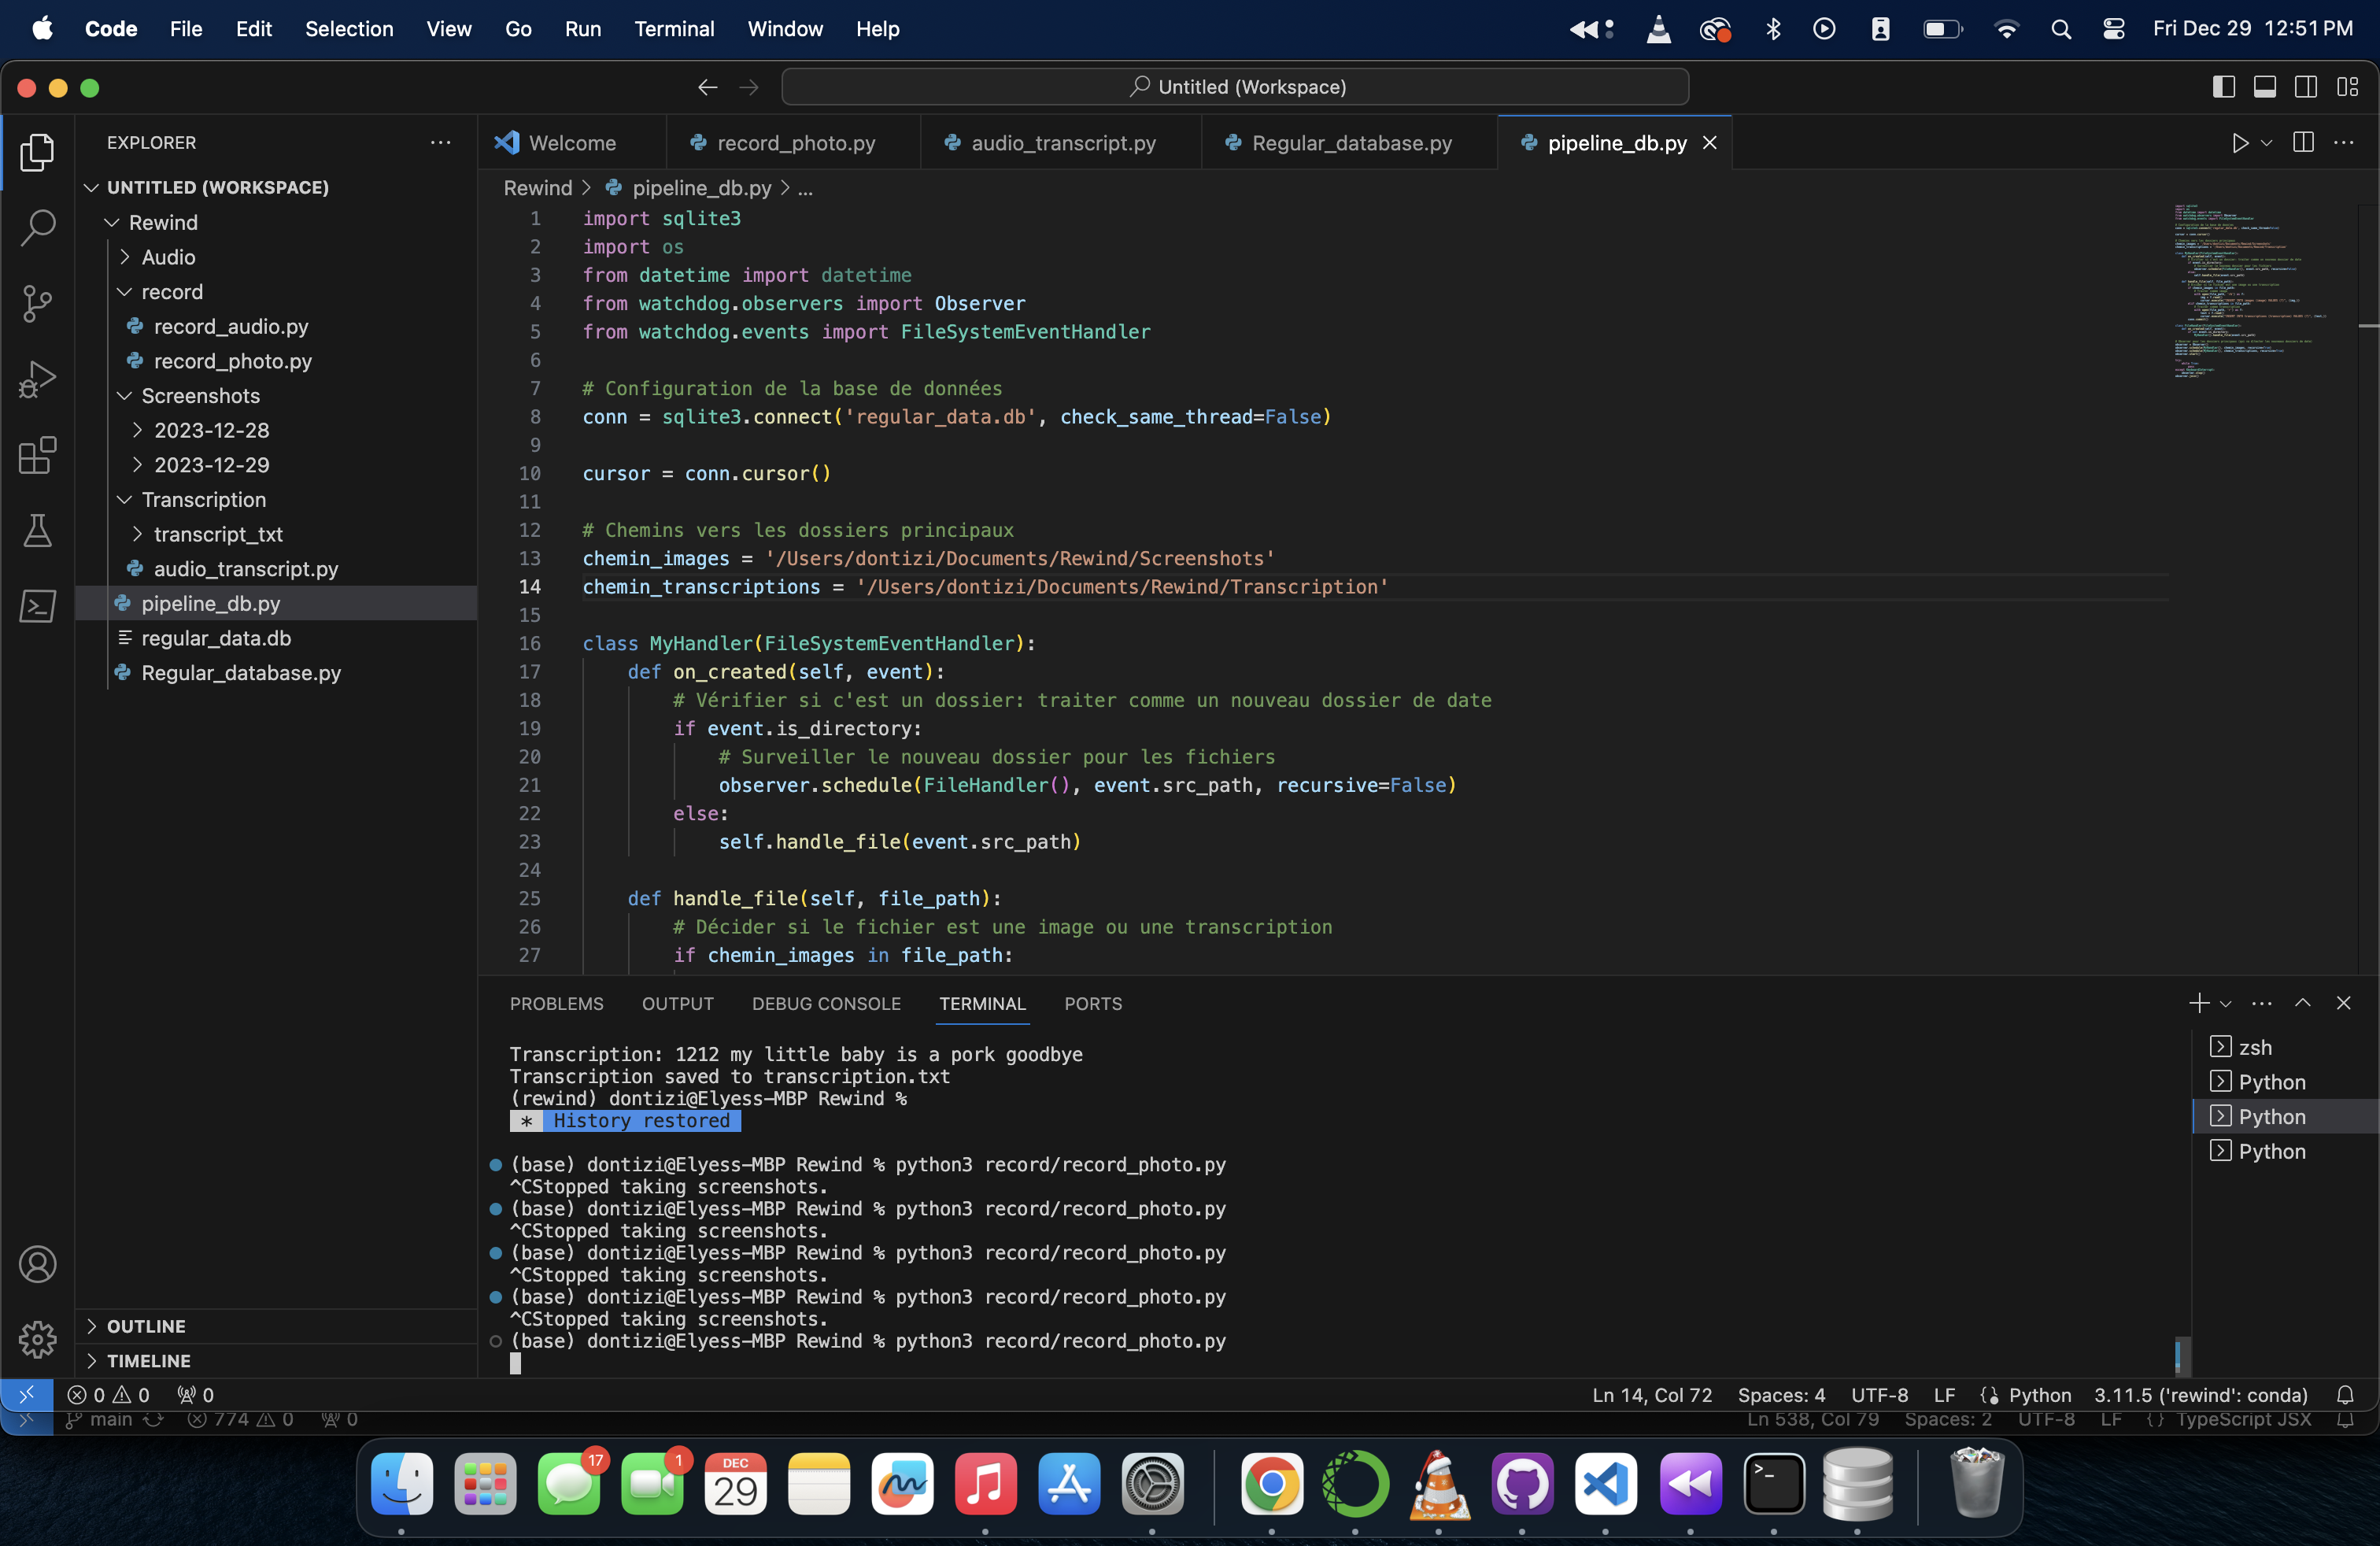 Code File Edit Selection View Go Run Terminal Window Help Fri Dec 29 12:51 PM
Untitled (Workspace)
EXPLORER
UNTITLED (WORKSPACE)
Rewind
Audio
record
record_audio.py
record_photo.py
Screenshots
2023-12-28
2023-12-29
Transcription
transcript_txt
audio_transcript.py
pipeline_db.py
regular_data.db
Regular_database.py
OUTLINE
TIMELINE
Welcome record_photo.py audio_transcript.py Regular_database.py pipeline_db.py
Rewind > pipeline_db.py > ...
1 import sqlite3
2 import os
3 from datetime import datetime
4 from watchdog.observers import Observer
5 from watchdog.events import FileSystemEventHandler
6
7 # Configuration de la base de données
8 conn = sqlite3.connect('regular_data.db', check_same_thread=False)
9
10 cursor = conn.cursor()
11
12 # Chemins vers les dossiers principaux
13 chemin_images = '/Users/dontizi/Documents/Rewind/Screenshots'
14 chemin_transcriptions = '/Users/dontizi/Documents/Rewind/Transcription'
15
16 class MyHandler(FileSystemEventHandler):
17 def on_created(self, event):
18 # Vérifier si c'est un dossier: traiter comme un nouveau dossier de date
19 if event.is_directory:
20 # Surveiller le nouveau dossier pour les fichiers
21 observer.schedule(FileHandler(), event.src_path, recursive=False)
22 else:
23 self.handle_file(event.src_path)
24
25 def handle_file(self, file_path):
26 # Décider si le fichier est une image ou une transcription
27 if chemin_images in file_path:
PROBLEMS OUTPUT DEBUG CONSOLE TERMINAL PORTS
Transcription: 1212 my little baby is a pork goodbye
Transcription saved to transcription.txt
(rewind) dontizi@Elyess-MBP Rewind %
* History restored
(base) dontizi@Elyess-MBP Rewind % python3 record/record_photo.py
^CStopped taking screenshots.
(base) dontizi@Elyess-MBP Rewind % python3 record/record_photo.py
^CStopped taking screenshots.
(base) dontizi@Elyess-MBP Rewind % python3 record/record_photo.py
^CStopped taking screenshots.
(base) dontizi@Elyess-MBP Rewind % python3 record/record_photo.py
^CStopped taking screenshots.
(base) dontizi@Elyess-MBP Rewind % python3 record/record_photo.py
zsh
Python
Python
Python
0 0 0 Ln 14, Col 72 Spaces: 4 UTF-8 LF Python 3.11.5 ('rewind': conda)
main 774 0 0 Ln 538, Col 79 Spaces: 2 UTF-8 LF {} TypeScript JSX
17
1
DEC
29